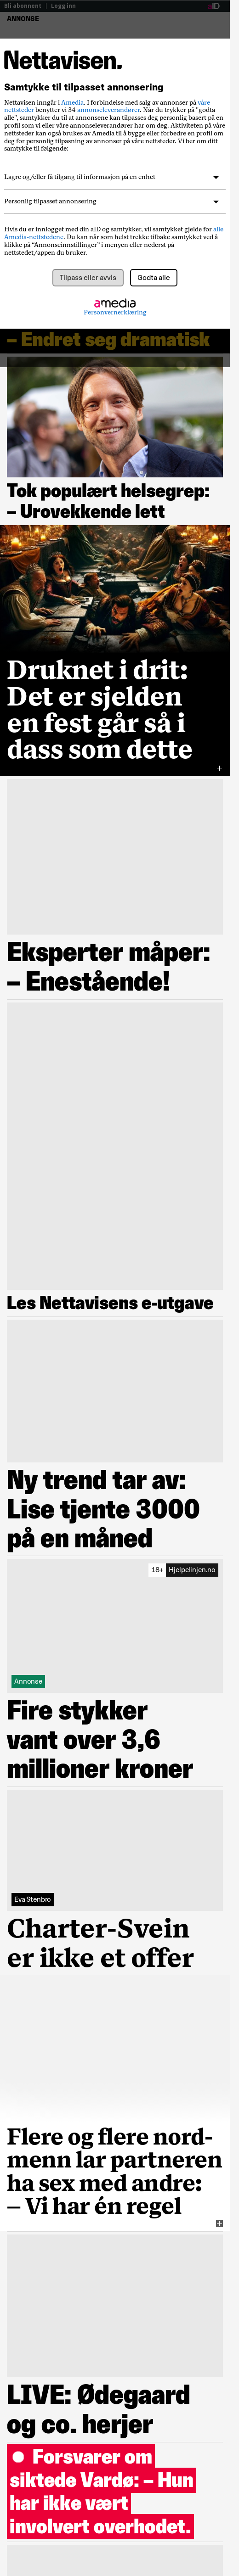 Bli abonnent | Logg inn
aID
ANNONSE
Nettavisen.
Samtykke til tilpasset annonsering
Nettavisen inngår i Amedia. I forbindelse med salg av annonser på våre
nettsteder benytter vi 34 annonseleverandører. Når du trykker på "godta
alle", samtykker du til at annonsene kan tilpasses deg personlig basert på en
profil som vi eller våre annonseleverandører har om deg. Aktiviteten på våre
nettsteder kan også brukes av Amedia til å bygge eller forbedre en profil om
deg for personlig tilpasning av annonser på våre nettsteder. Vi ber om ditt
samtykke til følgende:
Lagre og/eller få tilgang til informasjon på en enhet
Personlig tilpasset annonsering
Hvis du er innlogget med din aID og samtykker, vil samtykket gjelde for alle
Amedia-nettstedene. Du kan når som helst trekke tilbake samtykket ved å
klikke på “Annonseinnstillinger” i menyen eller nederst på
nettstedet/appen du bruker.
Tilpass eller avvis
Godta alle
amedia
Personvernerklæring
– Endret seg dramatisk
Tok populært helsegrep:
– Urovekkende lett
Druknet i drit:
Det er sjelden
en fest går så i
dass som dette
Eksperter måper:
– Enestående!
Les Nettavisens e-utgave
Ny trend tar av:
Lise tjente 3000
på en måned
18+ Hjelpelinjen.no
Annonse
Fire stykker
vant over 3,6
millioner kroner
Eva Stenbro
Charter-Svein
er ikke et offer
Flere og flere nord-
menn lar partneren
ha sex med andre:
– Vi har én regel
LIVE: Ødegaard
og co. herjer
Forsvarer om
siktede Vardø: – Hun
har ikke vært
involvert overhodet.